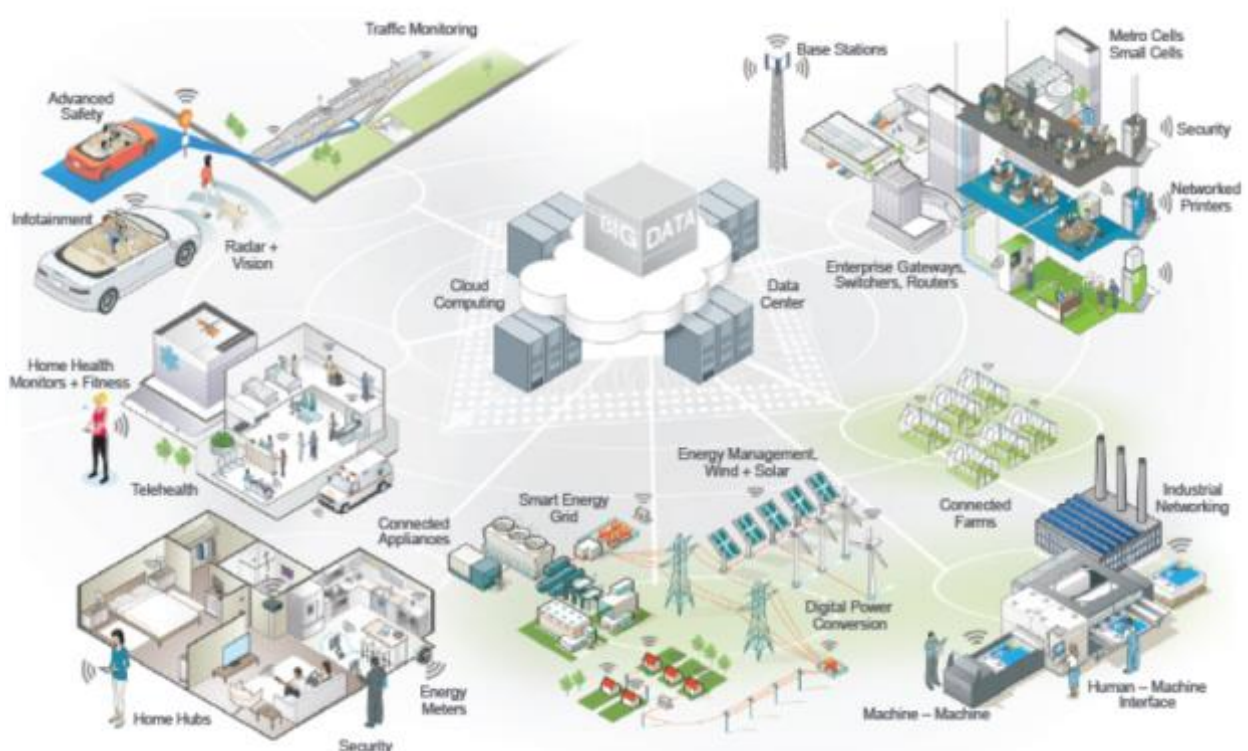 Traffic Monitoring
Advanced
Safety
Infotainment
Radar +
Vision
Base Stations
Metro Cells
Small Cells
Security
Networked
Printers
Enterprise Gateways,
Switchers, Routers
BIG DATA
Cloud
Computing
Data
Center
Home Health
Monitors + Fitness
Telehealth
Connected
Appliances
Smart Energy
Grid
Energy Management,
Wind + Solar
Connected
Farms
Industrial
Networking
Digital Power
Conversion
Home Hubs
Security
Energy
Meters
Machine – Machine
Human – Machine
Interface